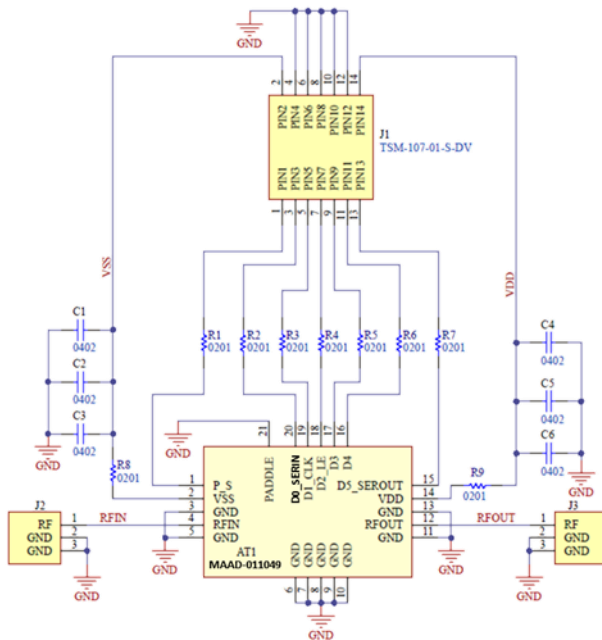 GND
2 4 6 8 10 12 14
PIN2 PIN4 PIN6 PIN8 PIN10 PIN12 PIN14
J1
TSM-107-01-S-DV
PIN1 PIN3 PIN5 PIN7 PIN9 PIN11 PIN13
1 3 5 7 9 11 13
VSS
VDD
C1
0402
C2
0402
C3
0402
GND
R1
0201
R2
0201
R3
0201
R4
0201
R5
0201
R6
0201
R7
0201
C4
0402
C5
0402
C6
0402
GND
R8
0201
R9
0201
GND
21 20 19 18 17 16
PADDLE D0_SERIN D1_CLK D2_LE D3 D4
1 P_S
2 VSS
3 GND
4 RFIN
5 GND
D5_SEROUT 15
VDD 14
GND 13
RFOUT 12
GND 11
AT1
MAAD-011049
GND GND GND GND GND
6 7 8 9 10
GND
J2
RF 1
GND 2
GND 3
RFIN
GND
GND
RFOUT
J3
1 RF
2 GND
3 GND
GND
GND